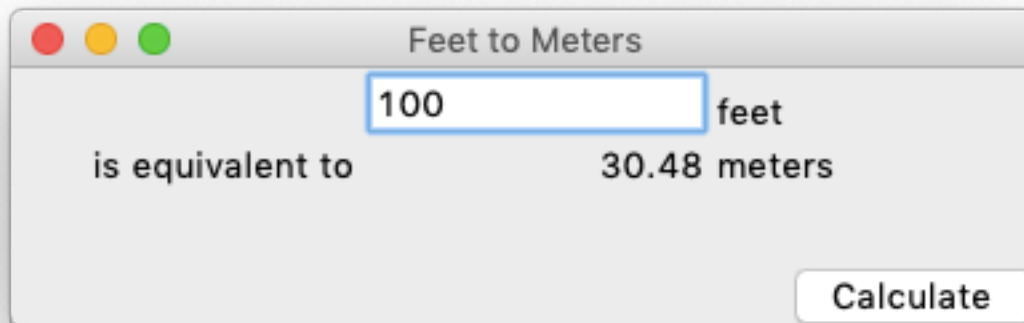 Feet to Meters
100 feet
is equivalent to 30.48 meters
Calculate